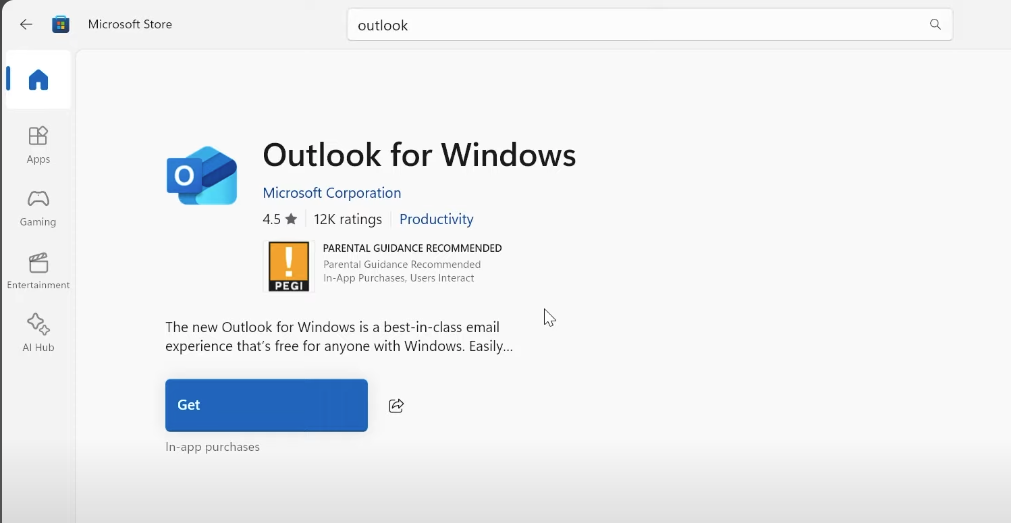 Microsoft Store
outlook
Apps
Gaming
Entertainment
AI Hub
O
Outlook for Windows
Microsoft Corporation
4.5 ★ 12K ratings Productivity
!
PEGI
PARENTAL GUIDANCE RECOMMENDED
Parental Guidance Recommended
In-App Purchases, Users Interact
The new Outlook for Windows is a best-in-class email
experience that's free for anyone with Windows. Easily...
Get
In-app purchases